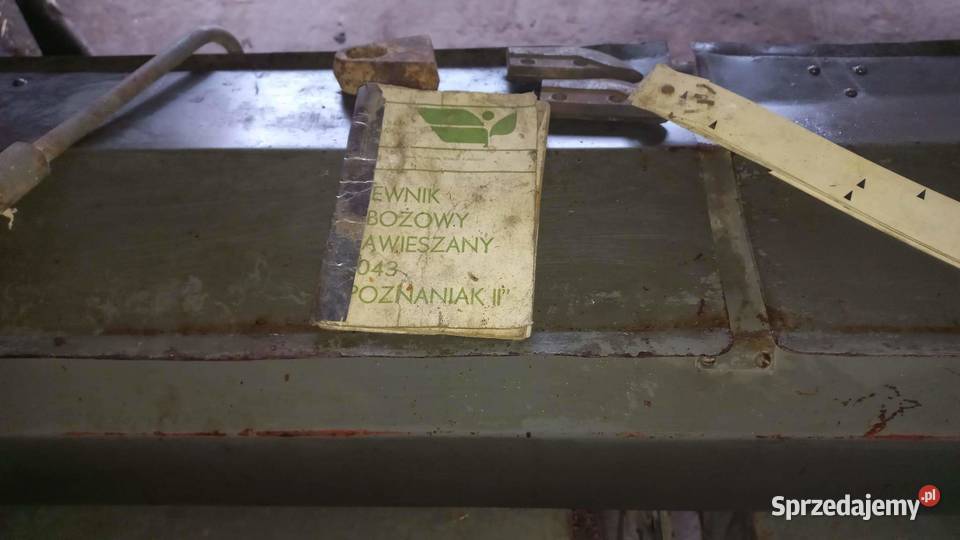 EWNIK
BOŻOWY
AWIESZANY
043
POZNANIAK II"
Sprzedajemy.pl